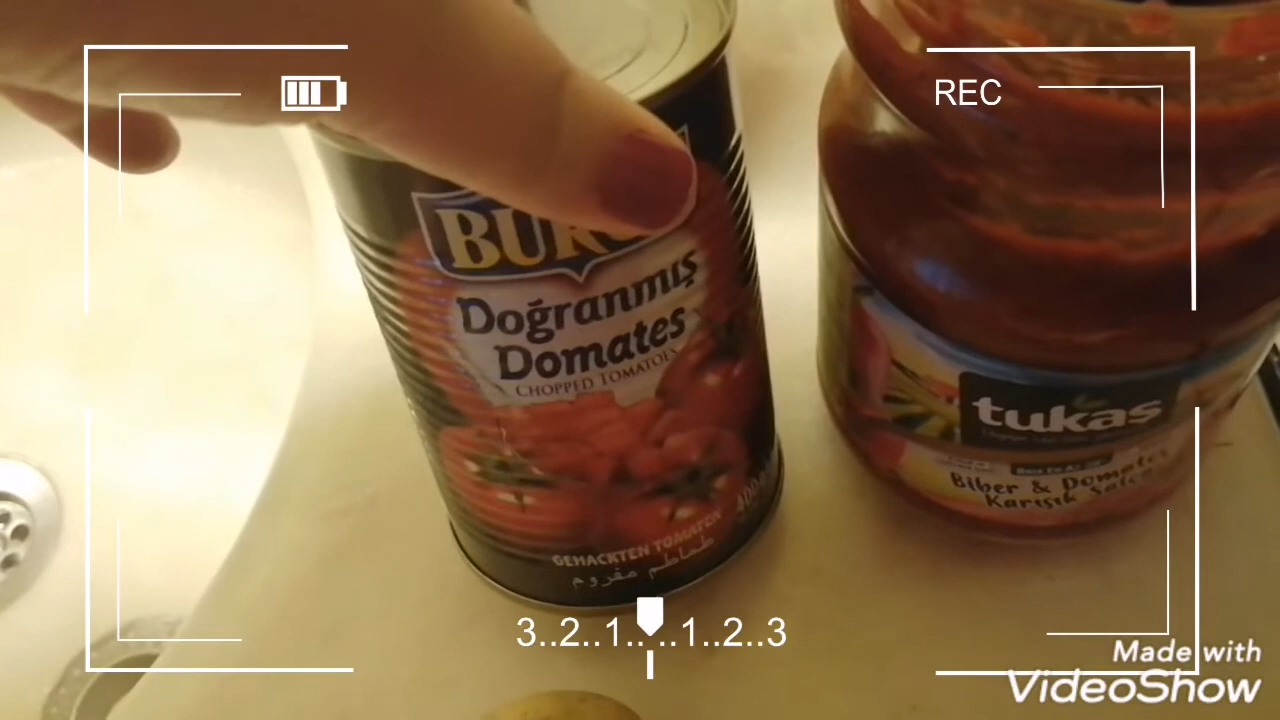 REC
Doğranmış
Domates
CHOPPED TOMATOES
GEHACKTEN TOMATEN
طماطم مفروم
tukaş
Biber & Domates
Karışık Salça
3..2..1.. ..1..2..3
Made with
VideoShow